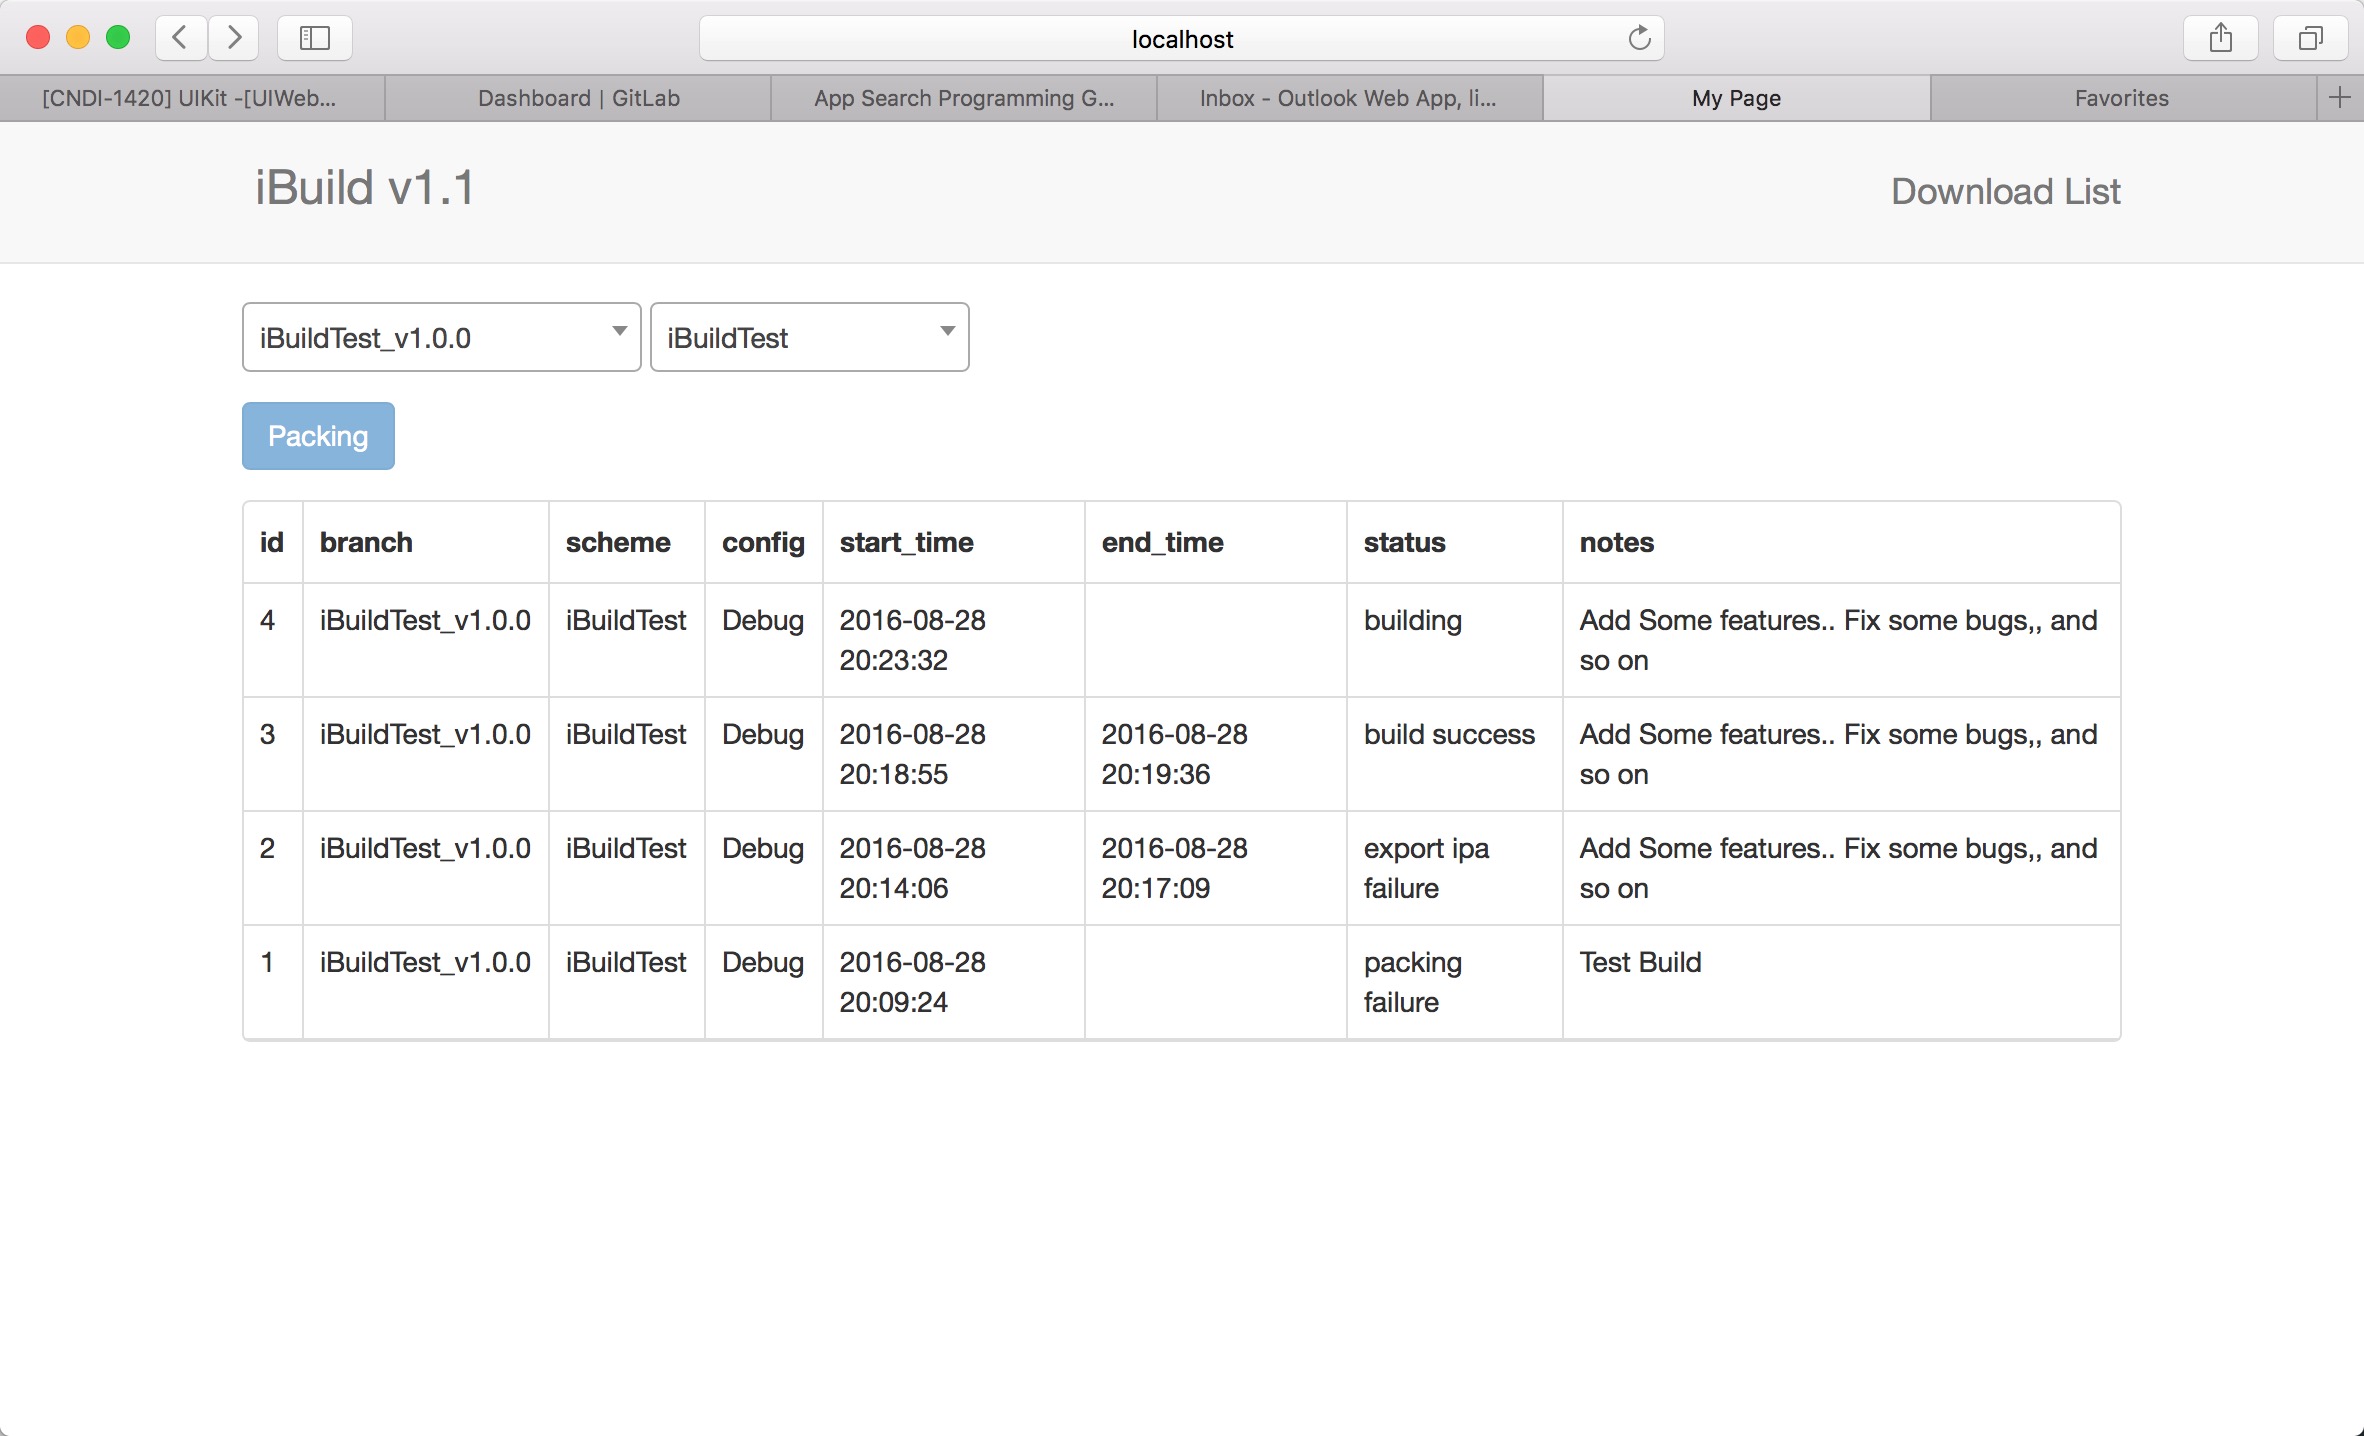 localhost
[CNDI-1420] UIKit -[UIWeb...
Dashboard | GitLab
App Search Programming G...
Inbox - Outlook Web App, li...
My Page
Favorites
iBuild v1.1
Download List
iBuildTest_v1.0.0
iBuildTest
Packing
id branch scheme config start_time end_time status notes
4 iBuildTest_v1.0.0 iBuildTest Debug 2016-08-28 building Add Some features.. Fix some bugs,, and
20:23:32 so on
3 iBuildTest_v1.0.0 iBuildTest Debug 2016-08-28 2016-08-28 build success Add Some features.. Fix some bugs,, and
20:18:55 20:19:36 so on
2 iBuildTest_v1.0.0 iBuildTest Debug 2016-08-28 2016-08-28 export ipa Add Some features.. Fix some bugs,, and
20:14:06 20:17:09 failure so on
1 iBuildTest_v1.0.0 iBuildTest Debug 2016-08-28 packing Test Build
20:09:24 failure